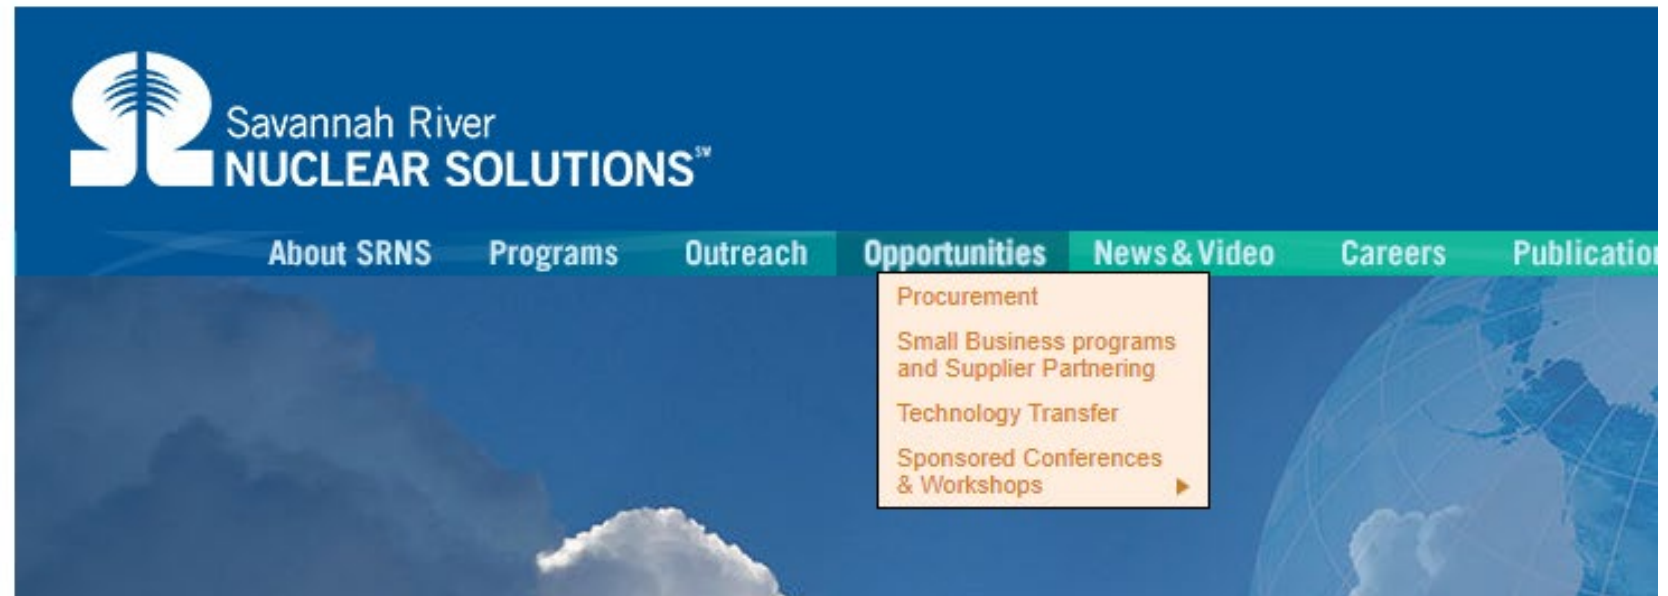 Savannah River
NUCLEAR SOLUTIONS℠
About SRNS Programs Outreach Opportunities News & Video Careers Publication
Procurement
Small Business programs
and Supplier Partnering
Technology Transfer
Sponsored Conferences
& Workshops